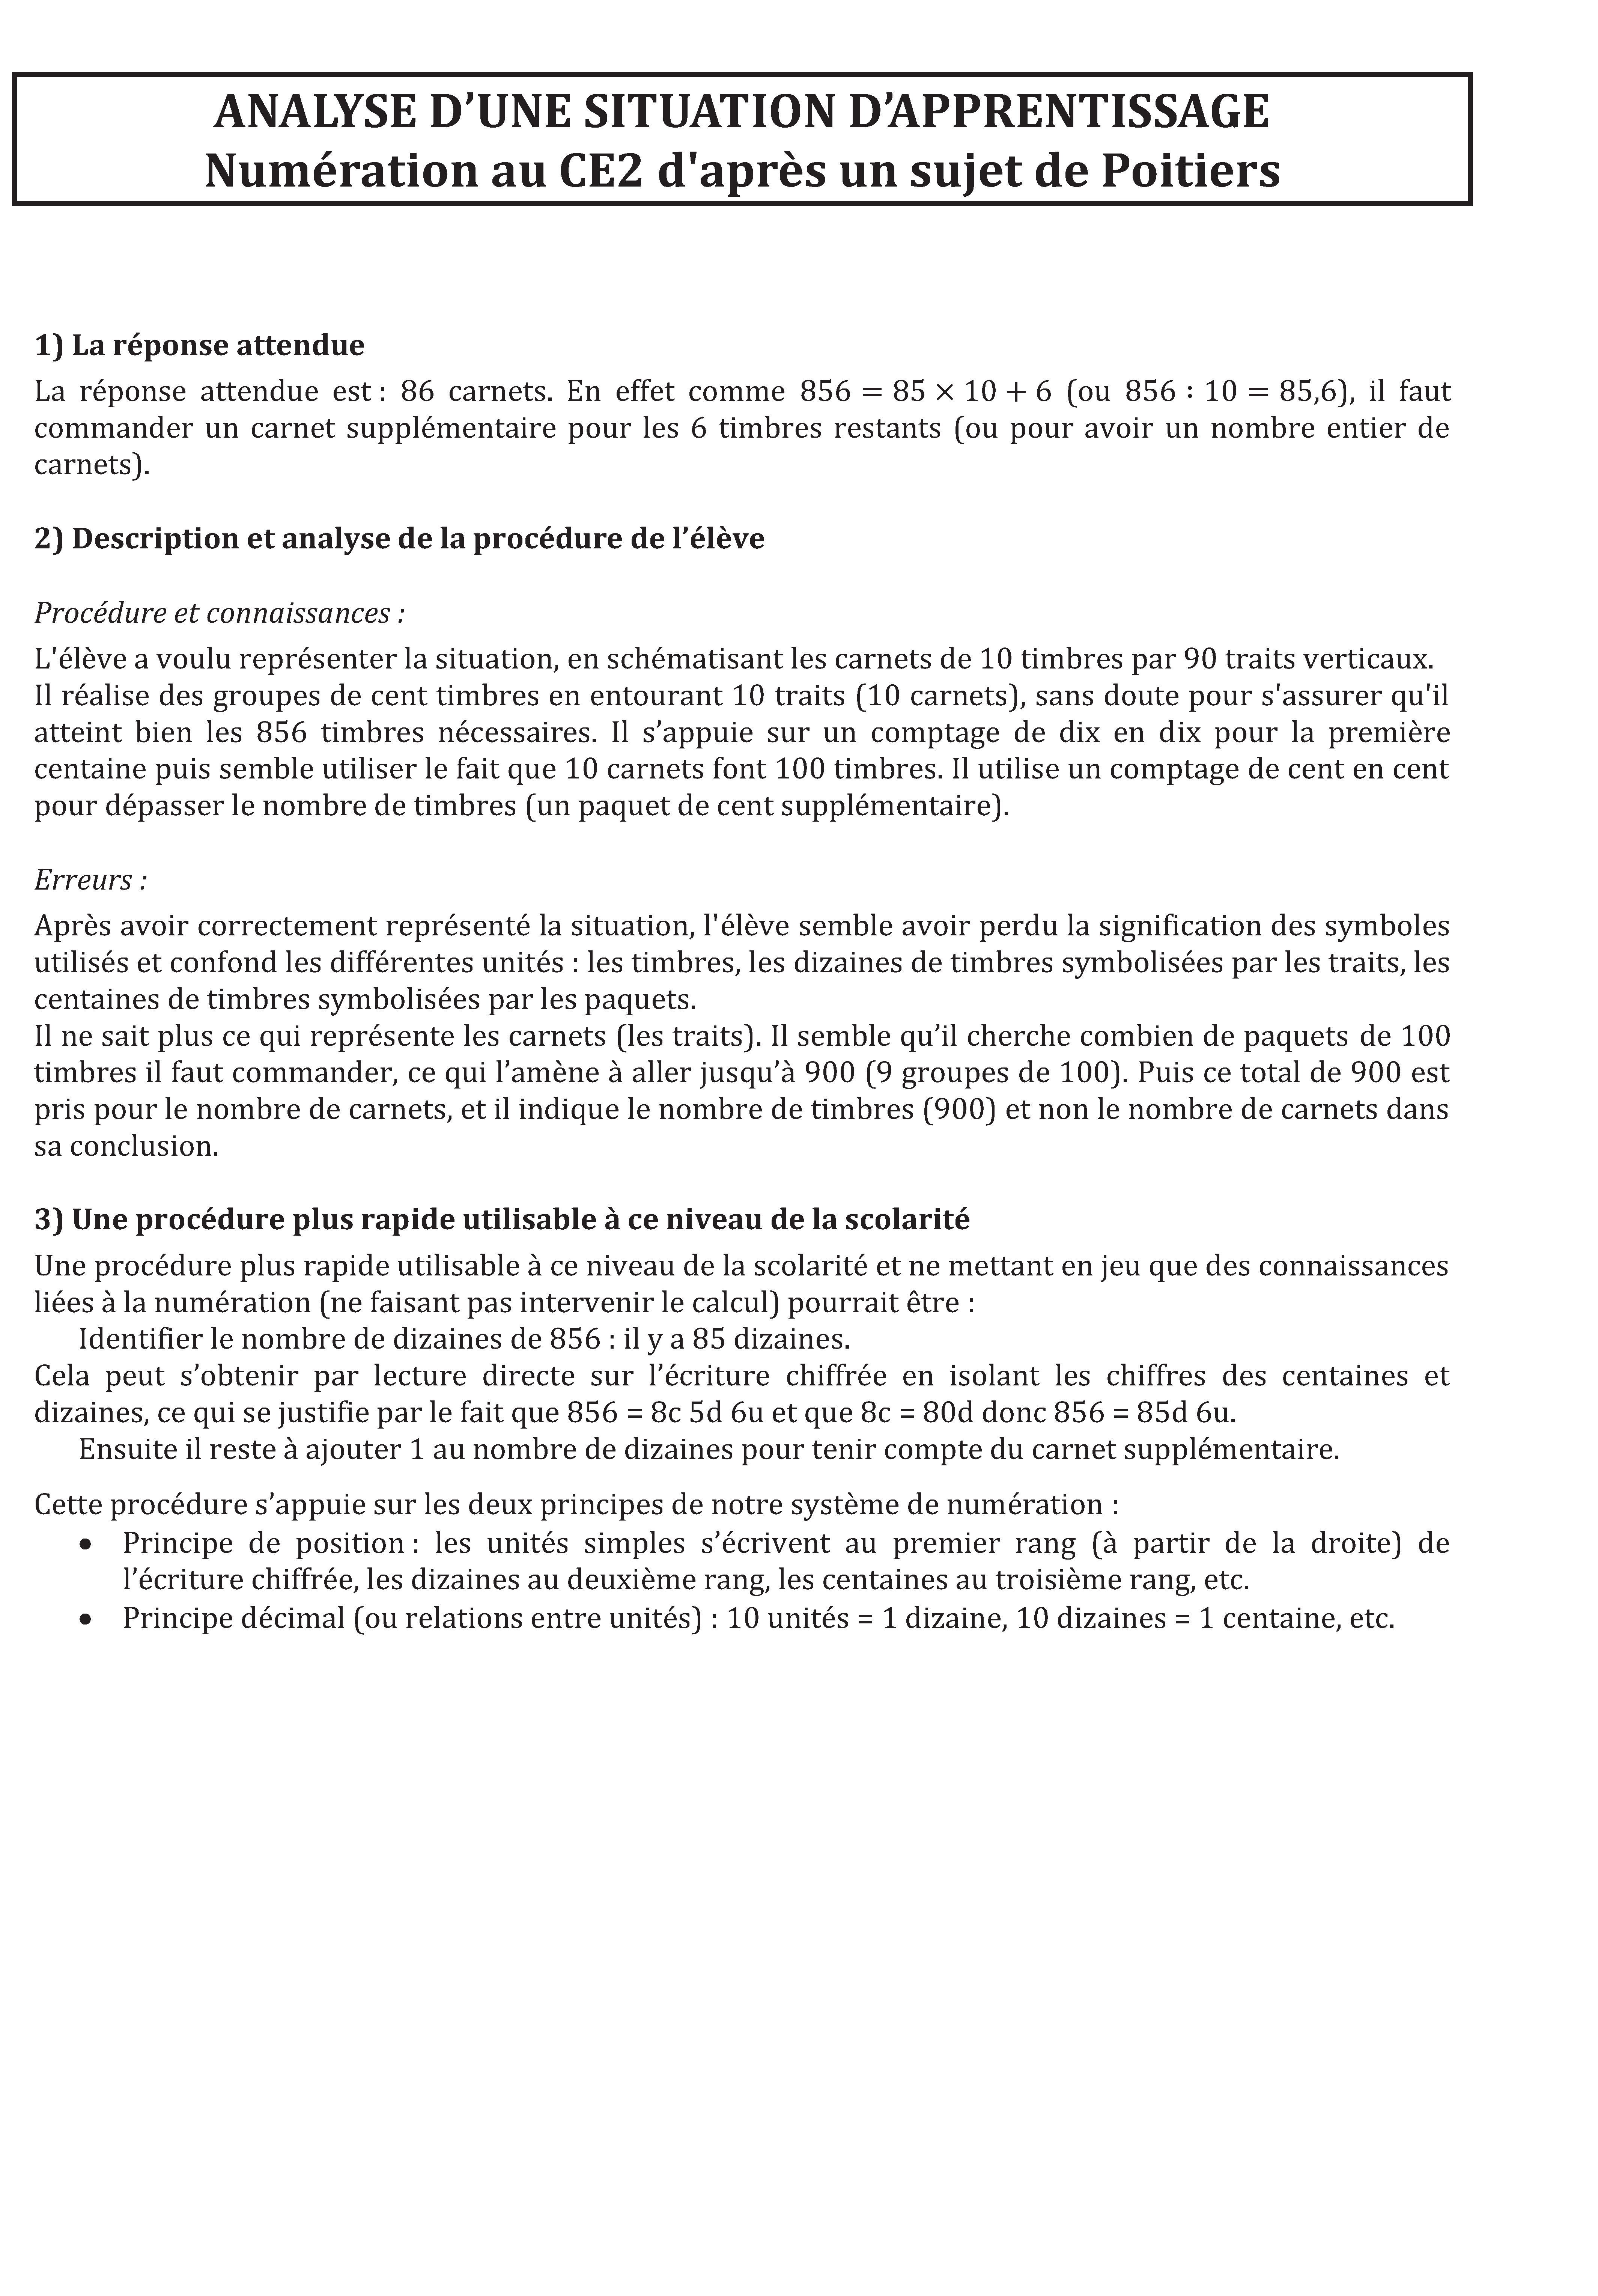 ANALYSE D’UNE SITUATION D’APPRENTISSAGE
Numération au CE2 d'après un sujet de Poitiers
1) La réponse attendue
La réponse attendue est : 86 carnets. En effet comme 856 = 85 × 10 + 6 (ou 856 : 10 = 85,6), il faut
commander un carnet supplémentaire pour les 6 timbres restants (ou pour avoir un nombre entier de
carnets).
2) Description et analyse de la procédure de l’élève
Procédure et connaissances :
L'élève a voulu représenter la situation, en schématisant les carnets de 10 timbres par 90 traits verticaux.
Il réalise des groupes de cent timbres en entourant 10 traits (10 carnets), sans doute pour s'assurer qu'il
atteint bien les 856 timbres nécessaires. Il s’appuie sur un comptage de dix en dix pour la première
centaine puis semble utiliser le fait que 10 carnets font 100 timbres. Il utilise un comptage de cent en cent
pour dépasser le nombre de timbres (un paquet de cent supplémentaire).
Erreurs :
Après avoir correctement représenté la situation, l'élève semble avoir perdu la signification des symboles
utilisés et confond les différentes unités : les timbres, les dizaines de timbres symbolisées par les traits, les
centaines de timbres symbolisées par les paquets.
Il ne sait plus ce qui représente les carnets (les traits). Il semble qu’il cherche combien de paquets de 100
timbres il faut commander, ce qui l’amène à aller jusqu’à 900 (9 groupes de 100). Puis ce total de 900 est
pris pour le nombre de carnets, et il indique le nombre de timbres (900) et non le nombre de carnets dans
sa conclusion.
3) Une procédure plus rapide utilisable à ce niveau de la scolarité
Une procédure plus rapide utilisable à ce niveau de la scolarité et ne mettant en jeu que des connaissances
liées à la numération (ne faisant pas intervenir le calcul) pourrait être :
Identifier le nombre de dizaines de 856 : il y a 85 dizaines.
Cela peut s’obtenir par lecture directe sur l’écriture chiffrée en isolant les chiffres des centaines et
dizaines, ce qui se justifie par le fait que 856 = 8c 5d 6u et que 8c = 80d donc 856 = 85d 6u.
Ensuite il reste à ajouter 1 au nombre de dizaines pour tenir compte du carnet supplémentaire.
Cette procédure s’appuie sur les deux principes de notre système de numération :
• Principe de position : les unités simples s’écrivent au premier rang (à partir de la droite) de
l’écriture chiffrée, les dizaines au deuxième rang, les centaines au troisième rang, etc.
• Principe décimal (ou relations entre unités) : 10 unités = 1 dizaine, 10 dizaines = 1 centaine, etc.